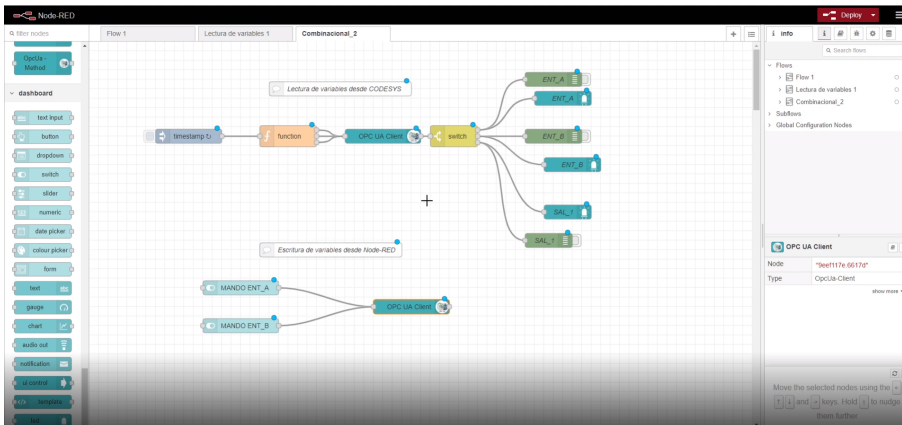 Node-RED
Deploy
filter nodes
Flow 1
Lectura de variables 1
Combinacional_2
info
Search flows
OpcUa -
Method
dashboard
text input
button
dropdown
switch
slider
numeric
date picker
colour picker
form
text
gauge
chart
audio out
notification
ui control
template
Lectura de variables desde CODESYS
timestamp ↻
function
OPC UA Client
switch
ENT_A
ENT_A
ENT_B
ENT_B
SAL_1
SAL_1
Escritura de variables desde Node-RED
MANDO ENT_A
MANDO ENT_B
OPC UA Client
Flows
Flow 1
Lectura de variables 1
Combinacional_2
Subflows
Global Configuration Nodes
OPC UA Client
Node
"9eef117e.6617d"
Type
OpcUa-Client
show more
Move the selected nodes using the
and keys. Hold to nudge
them further